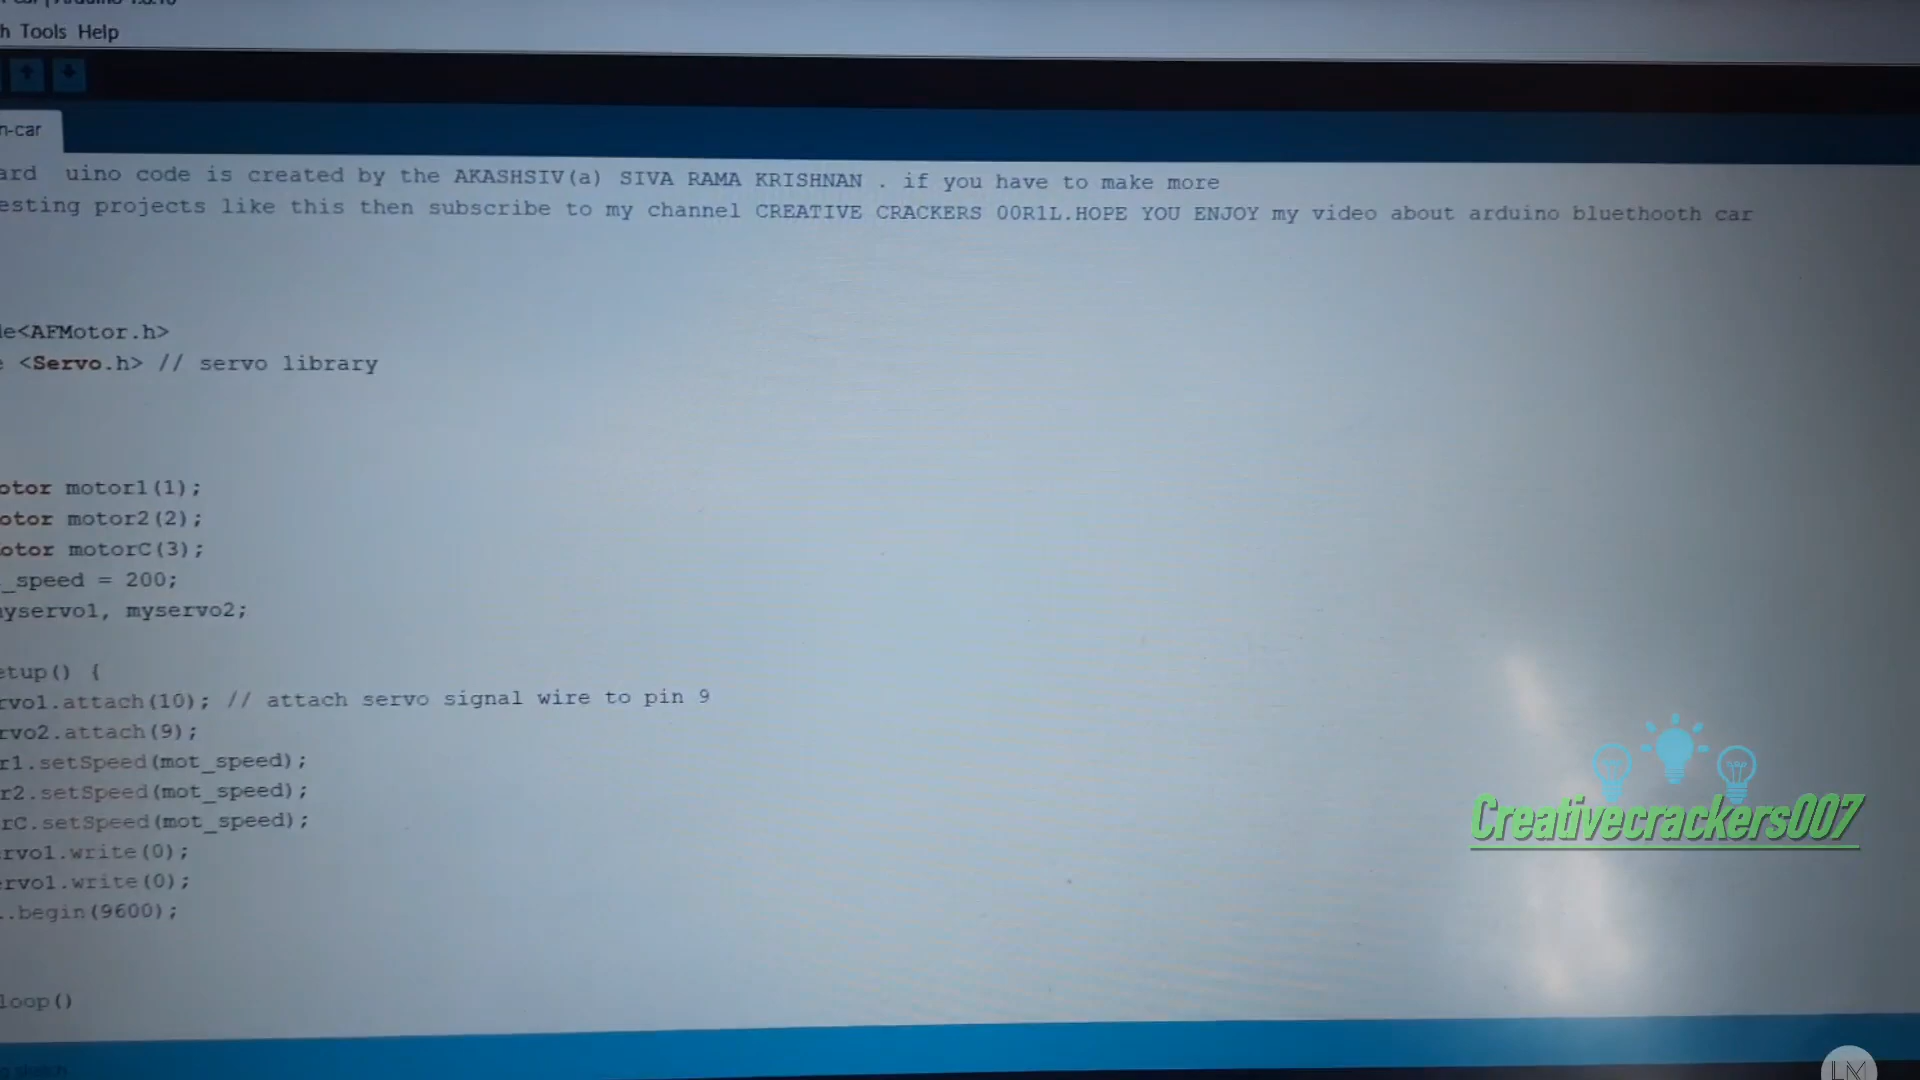 h Tools Help
n-car
ard uino code is created by the AKASHSIV(a) SIVA RAMA KRISHNAN . if you have to make more
esting projects like this then subscribe to my channel CREATIVE CRACKERS 00R1L.HOPE YOU ENJOY my video about arduino bluethooth car
le<AFMotor.h>
e <Servo.h> // servo library
otor motor1(1);
otor motor2(2);
otor motorC(3);
_speed = 200;
myservo1, myservo2;
etup() {
rvo1.attach(10); // attach servo signal wire to pin 9
rvo2.attach(9);
r1.setSpeed(mot_speed);
r2.setSpeed(mot_speed);
rC.setSpeed(mot_speed);
ervo1.write(0);
ervo1.write(0);
.begin(9600);
loop()
Creativecrackers007